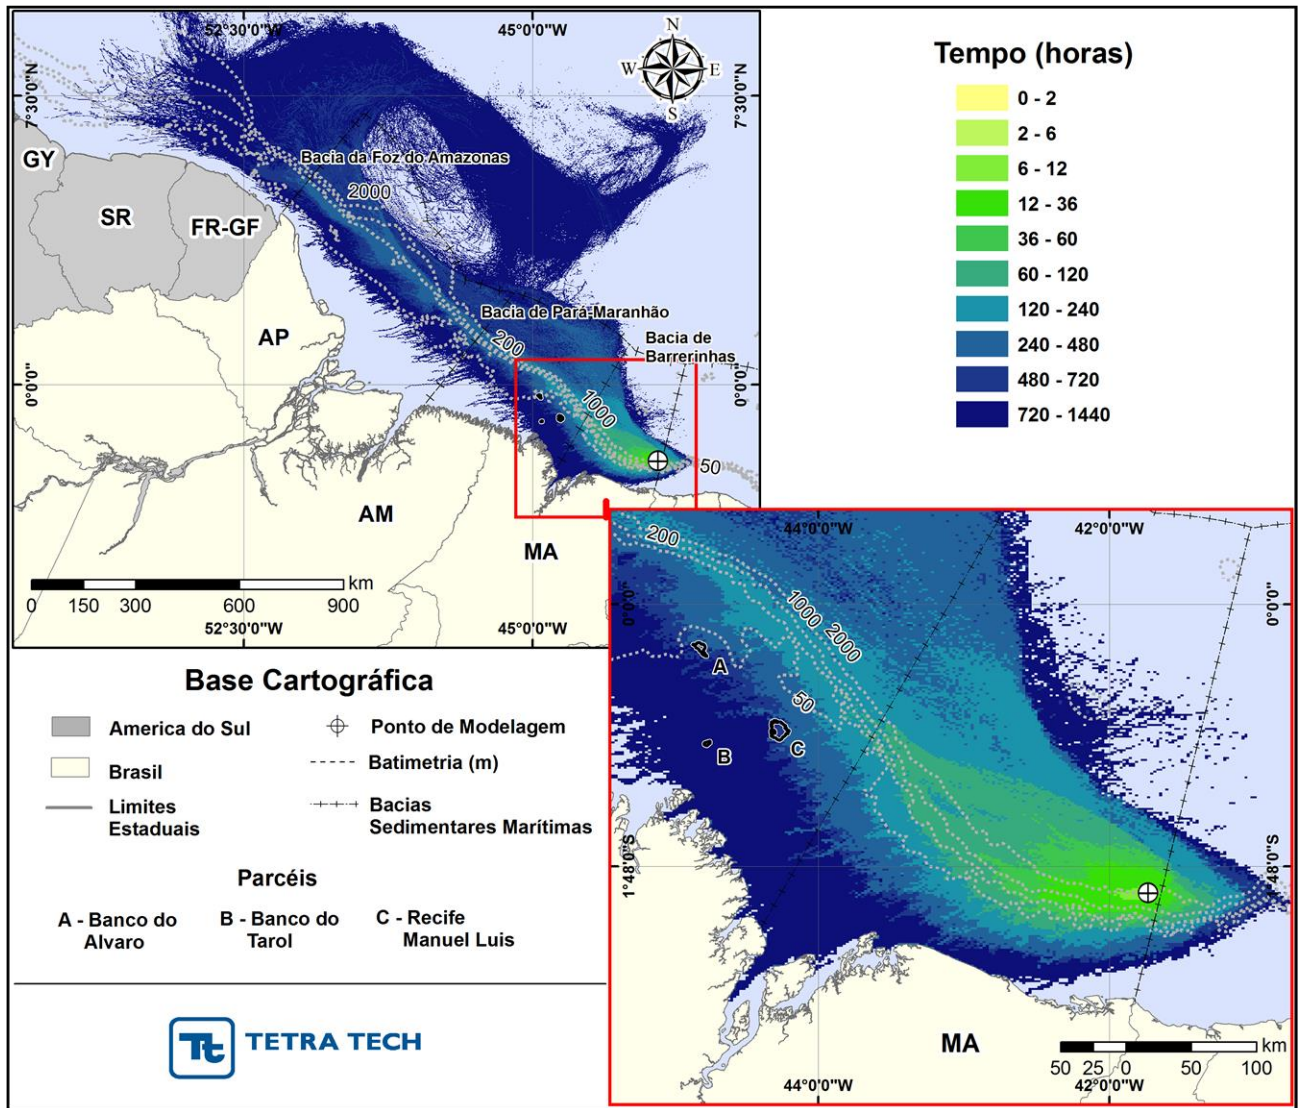 52°30'0"W
45°0'0"W
N
W
E
S
7°30'0"N
7°30'0"N
GY
SR
FR-GF
Bacia da Foz do Amazonas
2000
AP
Bacia de Pará-Maranhão
Bacia de
Barrerinhas
200
1000
50
0°0'0"
0°0'0"
AM
MA
km
0 150 300 600 900
52°30'0"W
45°0'0"W
Tempo (horas)
0 - 2
2 - 6
6 - 12
12 - 36
36 - 60
60 - 120
120 - 240
240 - 480
480 - 720
720 - 1440
Base Cartográfica
America do Sul
Brasil
Limites
Estaduais
Ponto de Modelagem
Batimetria (m)
Bacias
Sedimentares Marítimas
Parcéis
A - Banco do
Alvaro
B - Banco do
Tarol
C - Recife
Manuel Luis
Tt
TETRA TECH
44°0'0"W
42°0'0"W
200
1000
2000
0°0'0"
0°0'0"
A
50
B
C
1°48'0"S
1°48'0"S
MA
km
50 25 0 50 100
44°0'0"W
42°0'0"W